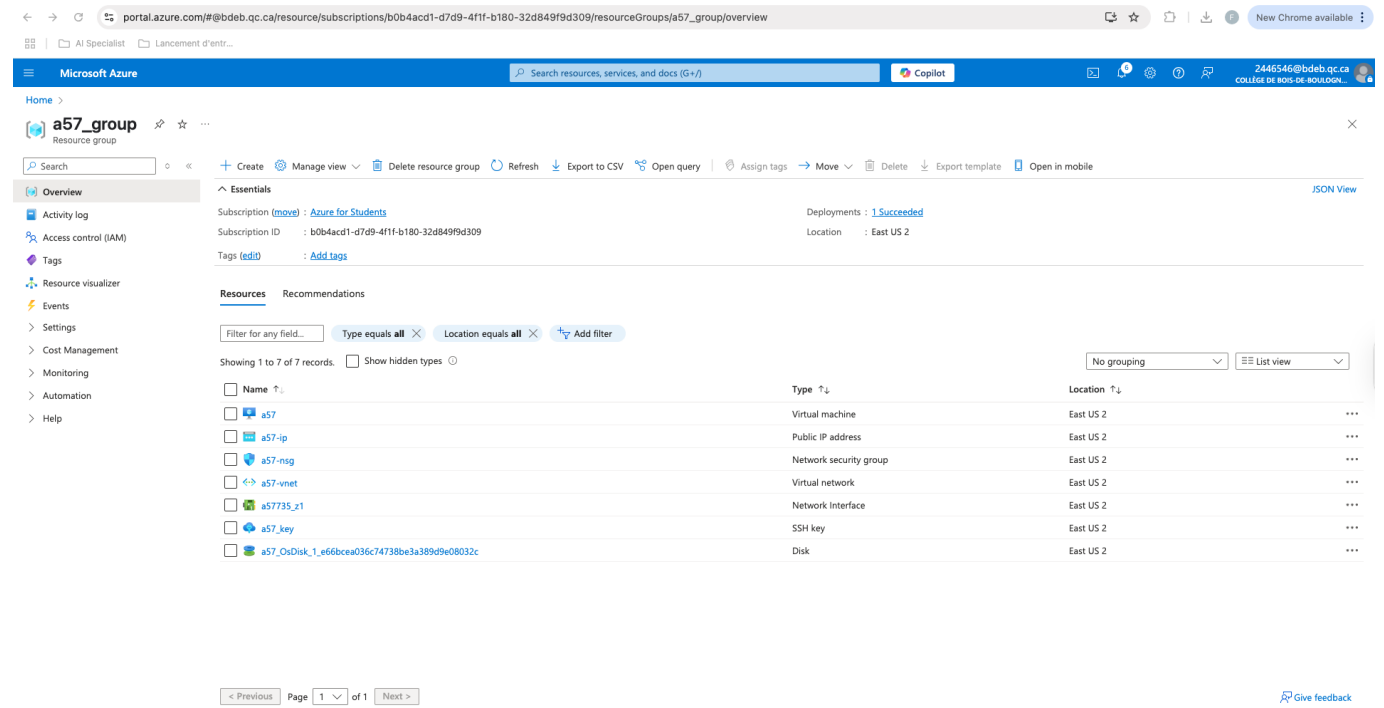 portal.azure.com/#@bdeb.qc.ca/resource/subscriptions/b0b4acd1-d7d9-4f1f-b180-32d849f9d309/resourceGroups/a57_group/overview
F
New Chrome available
AI Specialist Lancement d'entr...
Microsoft Azure
Search resources, services, and docs (G+/)
Copilot
6
2446546@bdeb.qc.ca
COLLÈGE DE BOIS-DE-BOULOGN...
Home >
a57_group
Resource group
Search
Create Manage view Delete resource group Refresh Export to CSV Open query Assign tags Move Delete Export template Open in mobile
Overview
Activity log
Access control (IAM)
Tags
Resource visualizer
Events
Settings
Cost Management
Monitoring
Automation
Help
Essentials
JSON View
Subscription (move) : Azure for Students
Deployments : 1 Succeeded
Subscription ID : b0b4acd1-d7d9-4f1f-b180-32d849f9d309
Location : East US 2
Tags (edit) : Add tags
Resources Recommendations
Filter for any field... Type equals all Location equals all Add filter
Showing 1 to 7 of 7 records. Show hidden types
No grouping List view
Name Type Location
a57 Virtual machine East US 2
a57-ip Public IP address East US 2
a57-nsg Network security group East US 2
a57-vnet Virtual network East US 2
a57735_z1 Network Interface East US 2
a57_key SSH key East US 2
a57_OsDisk_1_e66bcea036c74738be3a389d9e08032c Disk East US 2
< Previous Page 1 of 1 Next >
Give feedback